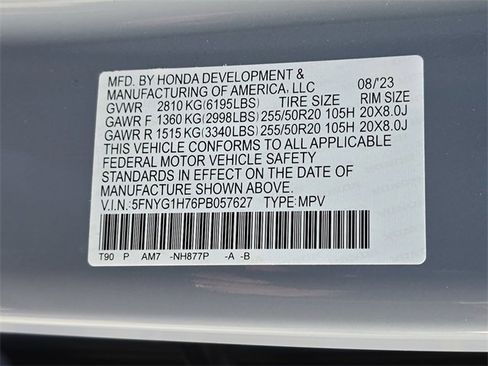 MFD. BY HONDA DEVELOPMENT &
MANUFACTURING OF AMERICA, LLC 08/'23
GVWR 2810 KG (6195LBS) TIRE SIZE RIM SIZE
GAWR F 1360 KG (2998LBS) 255/50R20 105H 20X8.0J
GAWR R 1515 KG (3340LBS) 255/50R20 105H 20X8.0J
THIS VEHICLE CONFORMS TO ALL APPLICABLE
FEDERAL MOTOR VEHICLE SAFETY
STANDARDS IN EFFECT ON THE DATE OF
MANUFACTURE SHOWN ABOVE.
V.I.N.: 5FNYG1H76PB057627 TYPE: MPV
T90 P AM7 -NH877P -A -B